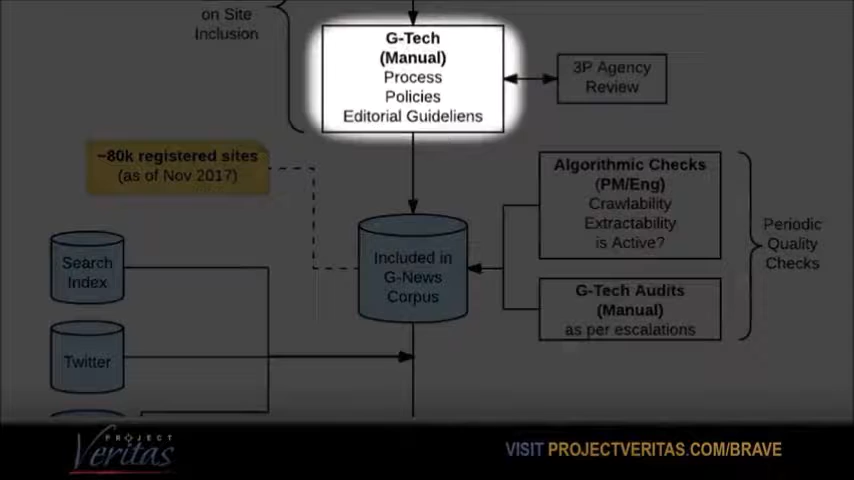 on Site
Inclusion
G-Tech
(Manual)
Process
Policies
Editorial Guideliens
3P Agency
Review
~80k registered sites
(as of Nov 2017)
Algorithmic Checks
(PM/Eng)
Crawlability
Extractability
is Active?
Periodic
Quality
Checks
Included in
G-News
Corpus
Search
Index
G-Tech Audits
(Manual)
as per escalations
Twitter
PROJECT
Veritas
VISIT PROJECTVERITAS.COM/BRAVE